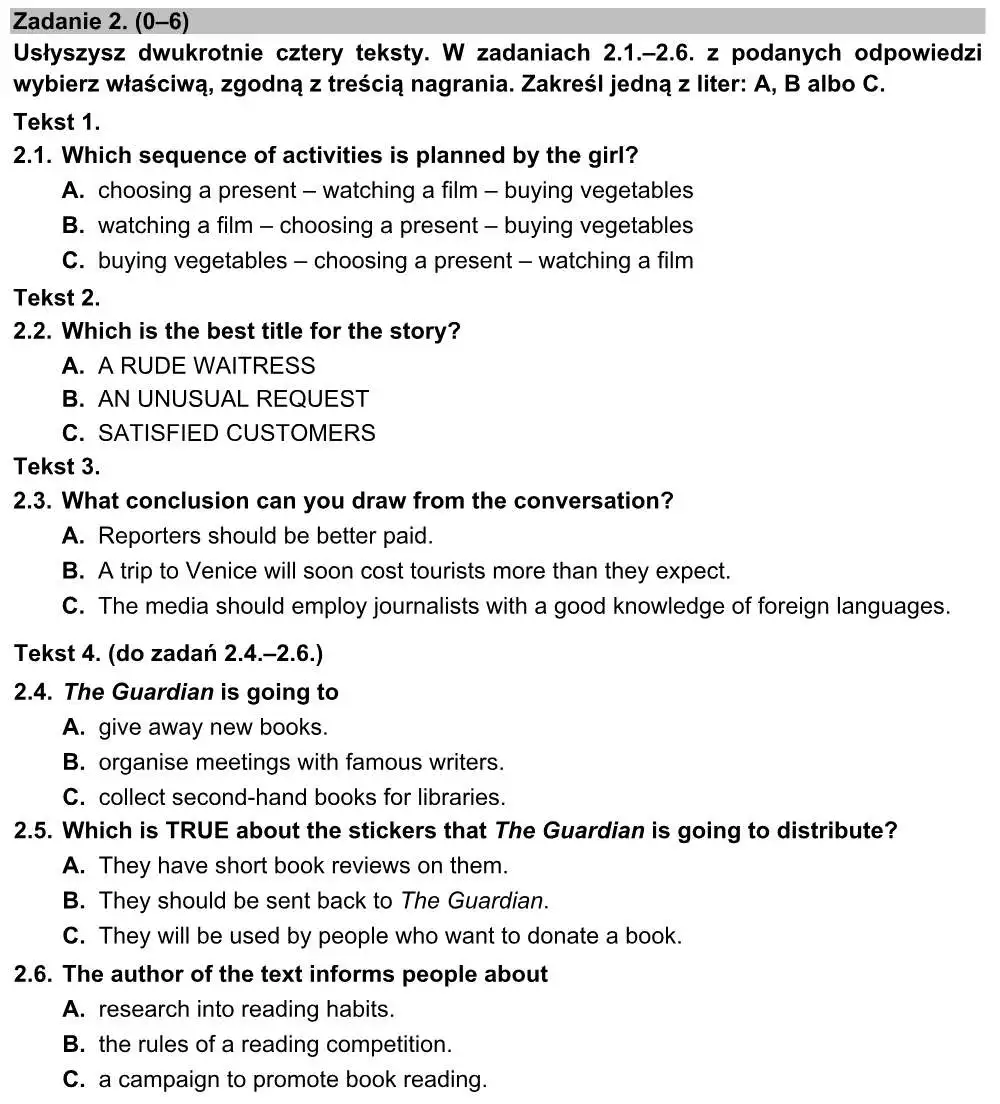 Zadanie 2. (0–6)
Usłyszysz dwukrotnie cztery teksty. W zadaniach 2.1.–2.6. z podanych odpowiedzi
wybierz właściwą, zgodną z treścią nagrania. Zakreśl jedną z liter: A, B albo C.
Tekst 1.
2.1. Which sequence of activities is planned by the girl?
A. choosing a present – watching a film – buying vegetables
B. watching a film – choosing a present – buying vegetables
C. buying vegetables – choosing a present – watching a film
Tekst 2.
2.2. Which is the best title for the story?
A. A RUDE WAITRESS
B. AN UNUSUAL REQUEST
C. SATISFIED CUSTOMERS
Tekst 3.
2.3. What conclusion can you draw from the conversation?
A. Reporters should be better paid.
B. A trip to Venice will soon cost tourists more than they expect.
C. The media should employ journalists with a good knowledge of foreign languages.
Tekst 4. (do zadań 2.4.–2.6.)
2.4. The Guardian is going to
A. give away new books.
B. organise meetings with famous writers.
C. collect second-hand books for libraries.
2.5. Which is TRUE about the stickers that The Guardian is going to distribute?
A. They have short book reviews on them.
B. They should be sent back to The Guardian.
C. They will be used by people who want to donate a book.
2.6. The author of the text informs people about
A. research into reading habits.
B. the rules of a reading competition.
C. a campaign to promote book reading.